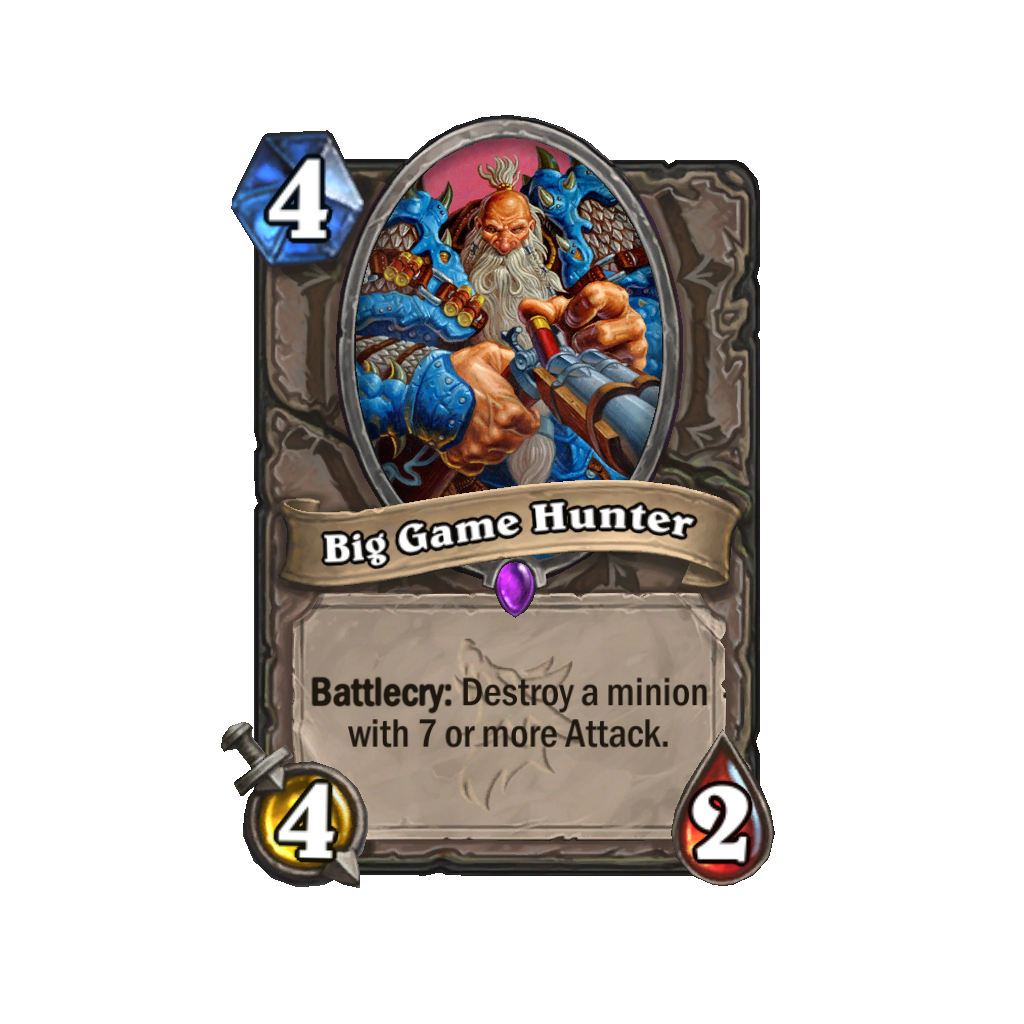 4
Big Game Hunter
Battlecry: Destroy a minion
with 7 or more Attack.
4
2